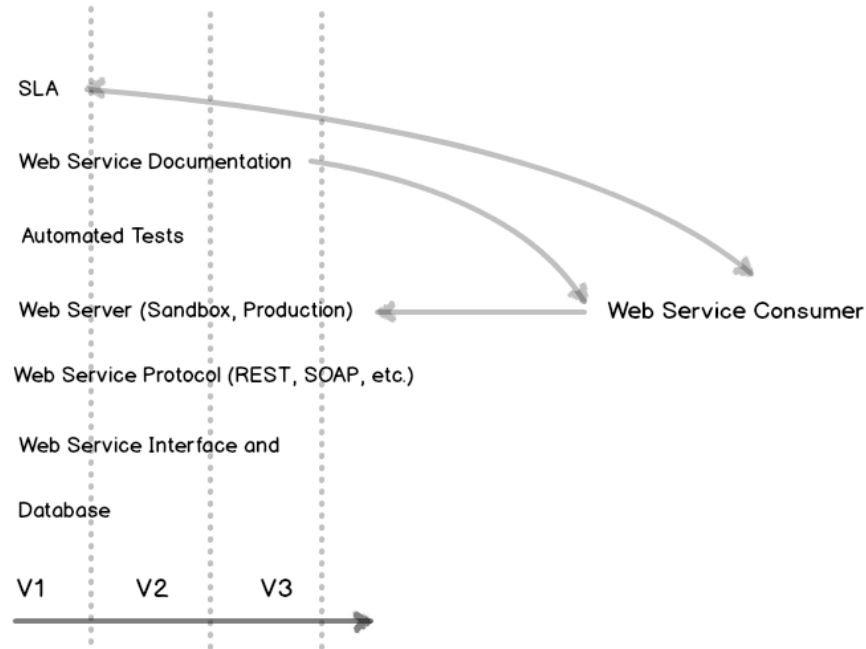 SLA
Web Service Documentation
Automated Tests
Web Server (Sandbox, Production)
Web Service Consumer
Web Service Protocol (REST, SOAP, etc.)
Web Service Interface and
Database
V1 V2 V3